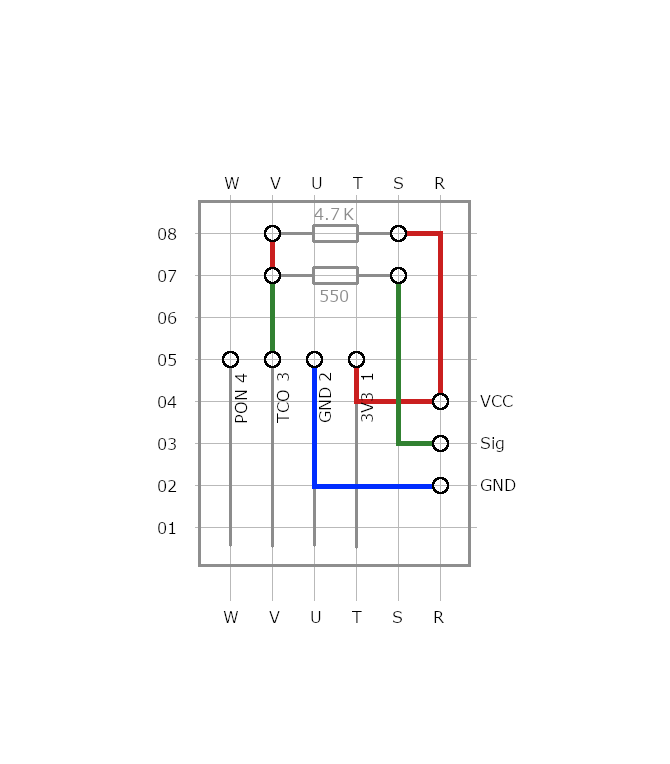 W V U T S R
4.7 K
08
07
550
06
05
PON 4
TCO 3
GND 2
3V3 1
04 VCC
03 Sig
02 GND
01
W V U T S R